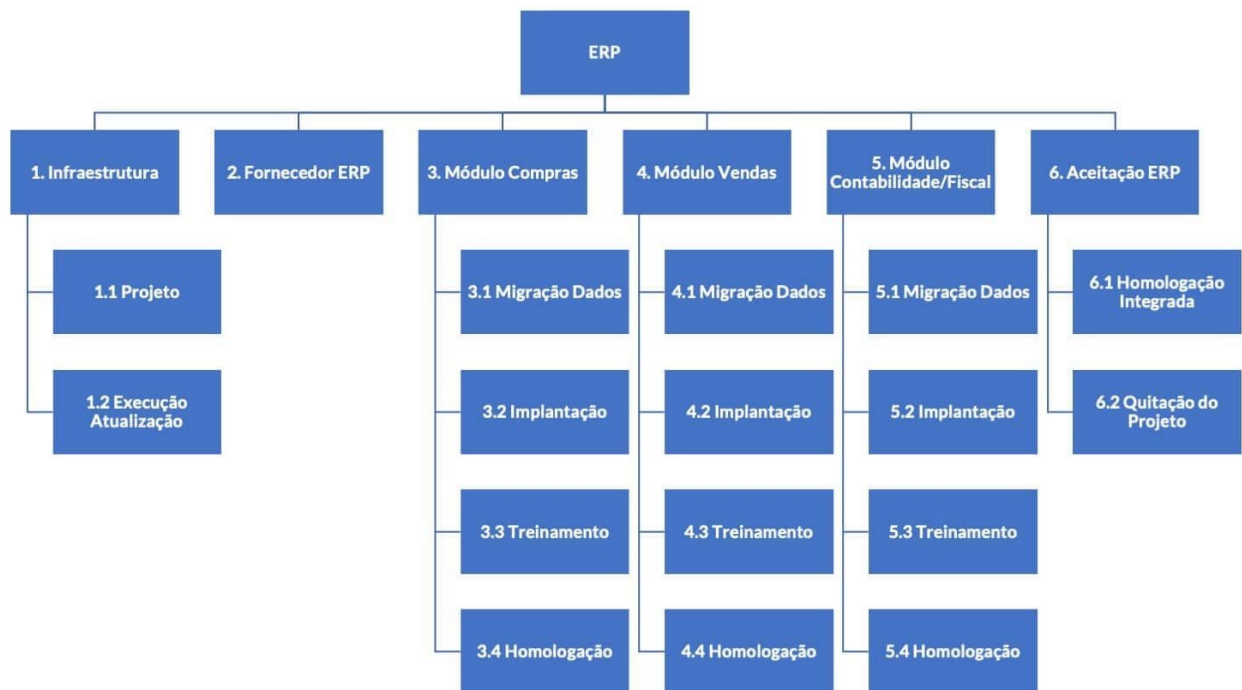 ERP
1. Infraestrutura
2. Fornecedor ERP
3. Módulo Compras
4. Módulo Vendas
5. Módulo
Contabilidade/Fiscal
6. Aceitação ERP
1.1 Projeto
3.1 Migração Dados
4.1 Migração Dados
5.1 Migração Dados
6.1 Homologação
Integrada
1.2 Execução
Atualização
3.2 Implantação
4.2 Implantação
5.2 Implantação
6.2 Quitação do
Projeto
3.3 Treinamento
4.3 Treinamento
5.3 Treinamento
3.4 Homologação
4.4 Homologação
5.4 Homologação